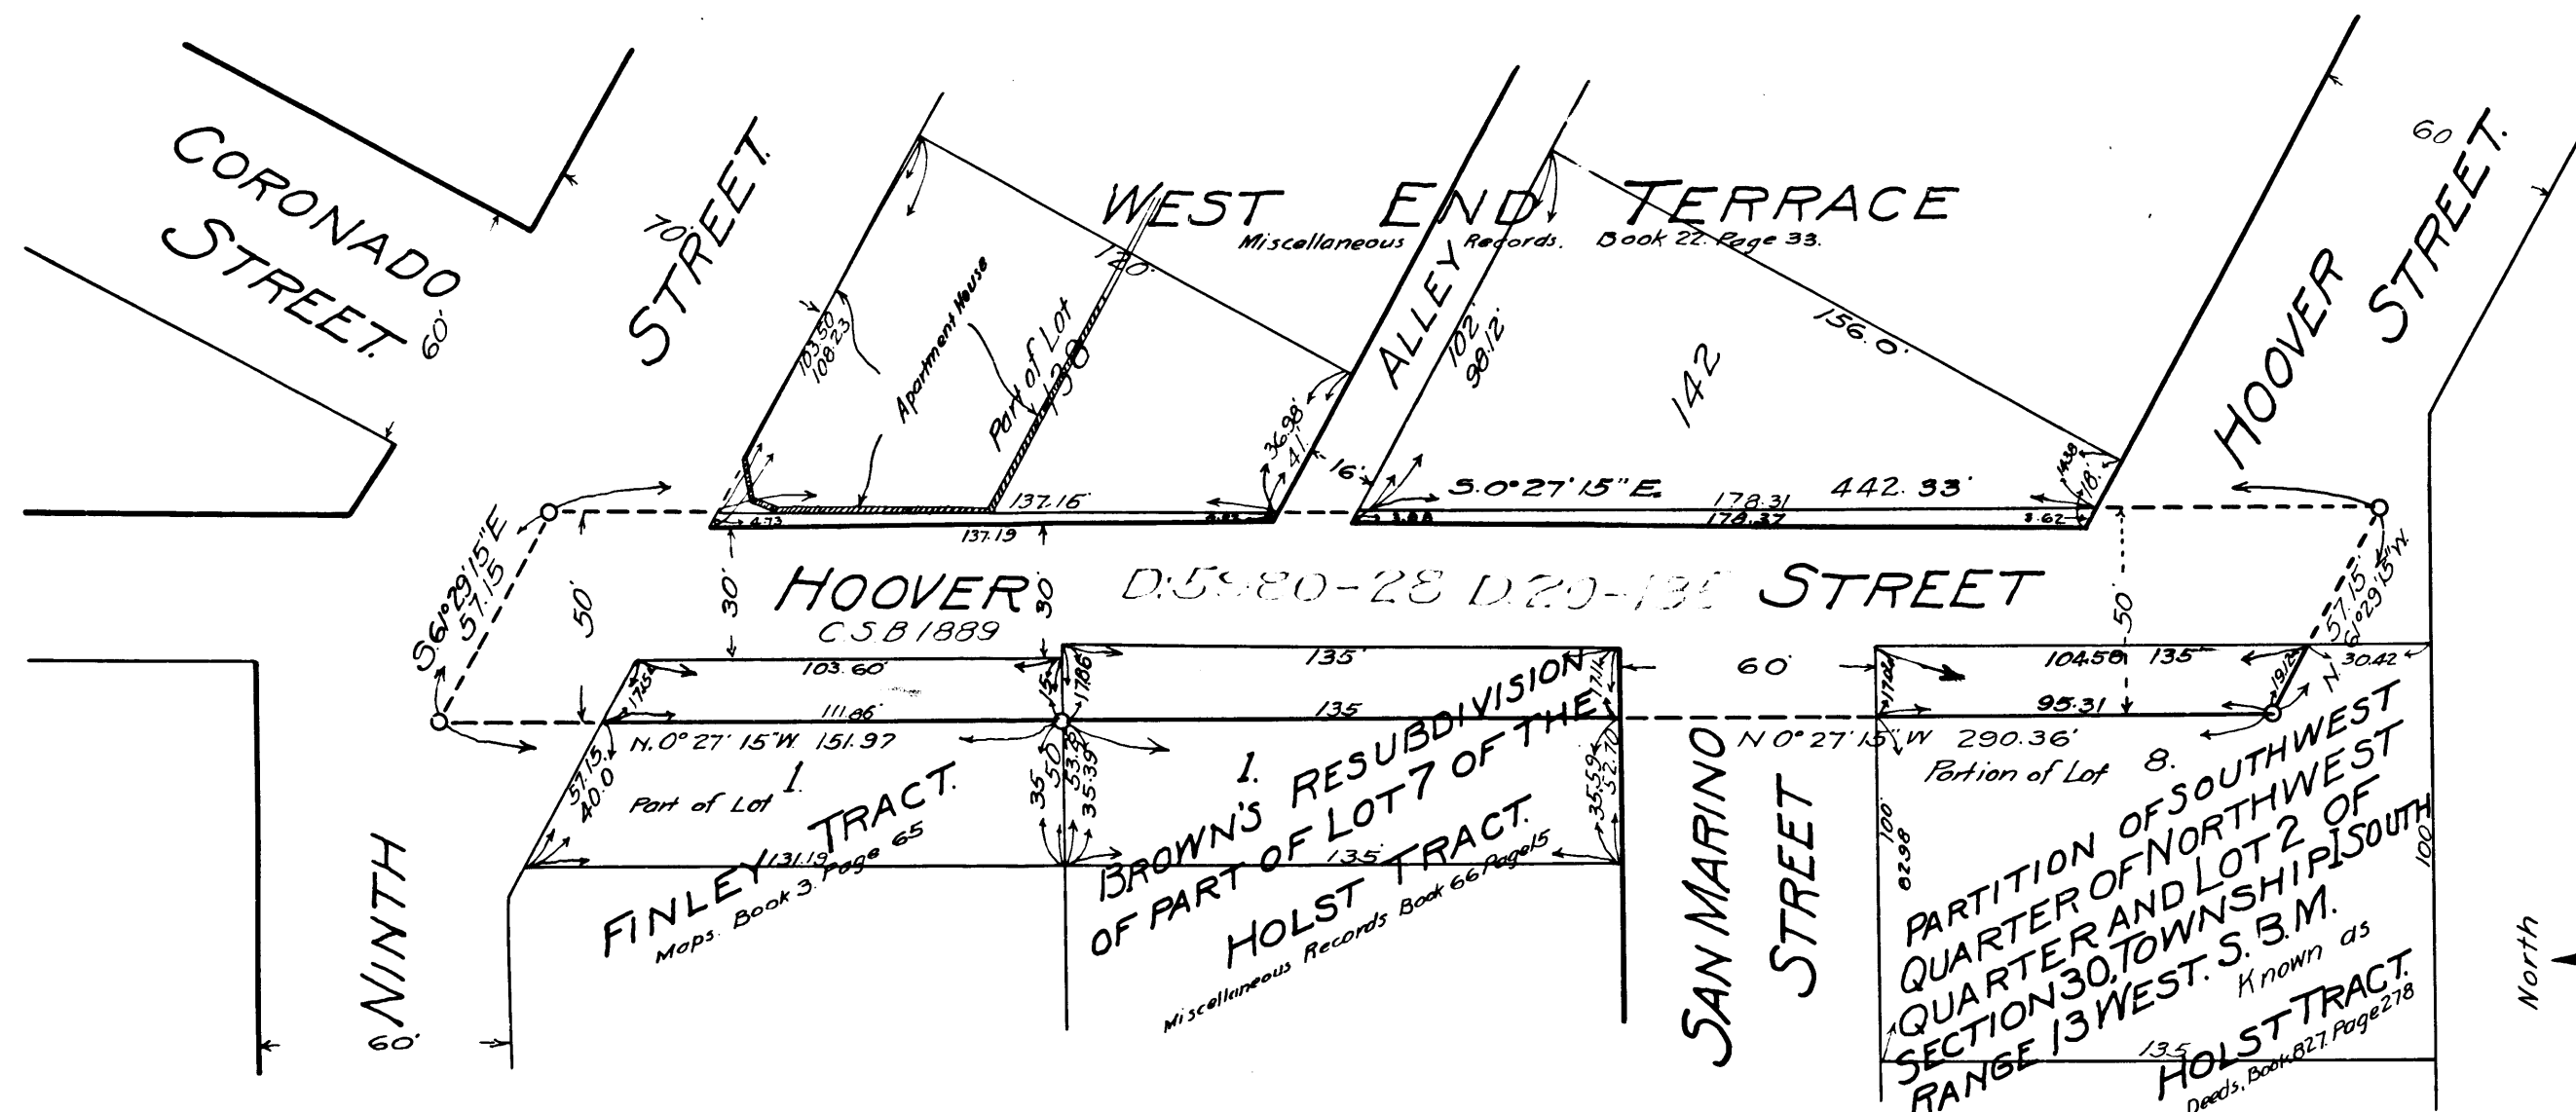 CORONADO
STREET.
60'
70'
STREET.
WEST END TERRACE
Miscellaneous Records. Book 22. Page 33.
120'
103.50
108.23
Apartment House
Part of Lot
138
36.98'
41.
ALLEY
16'
102'
98.12'
142
156.0'
14.38
18.'
60
HOOVER
STREET.
S.0°27'15"E. 442.33'
137.16'
178.31
4.73
137.19
178.37
3.62
S.61°29'15"E
57.15
50'
30'
30'
HOOVER
D:5980-28 D.20-135
STREET
C.S.B 1889
50'
57.15'
N. 61°29'15"W.
103.60'
135'
60'
104.58' 135'
30.42
17.15
15
17.86
17.11
17.02
19.12
111.86'
135
95.31
N.0°27'15"W. 151.97
N 0°27'15"W 290.36'
57.15.
40.0
Part of Lot 1.
35
50
35.39
1.
35.59
52.70
Portion of Lot 8.
131.19
135'
FINLEY TRACT.
Maps. Book 3. Page 65
BROWN'S RESUBDIVISION
OF PART OF LOT 7 OF THE
HOLST TRACT.
Miscellaneous Records Book 66 Page 15
NINTH
60'
SAN MARINO
STREET
100'
82.98
100
PARTITION OF SOUTHWEST
QUARTER OF NORTHWEST
QUARTER AND LOT 2 OF
SECTION 30, TOWNSHIP 1 SOUTH
RANGE 13 WEST. S. B. M.
Known as
HOLST TRACT.
Deeds, Book 827. Page 278
135
North